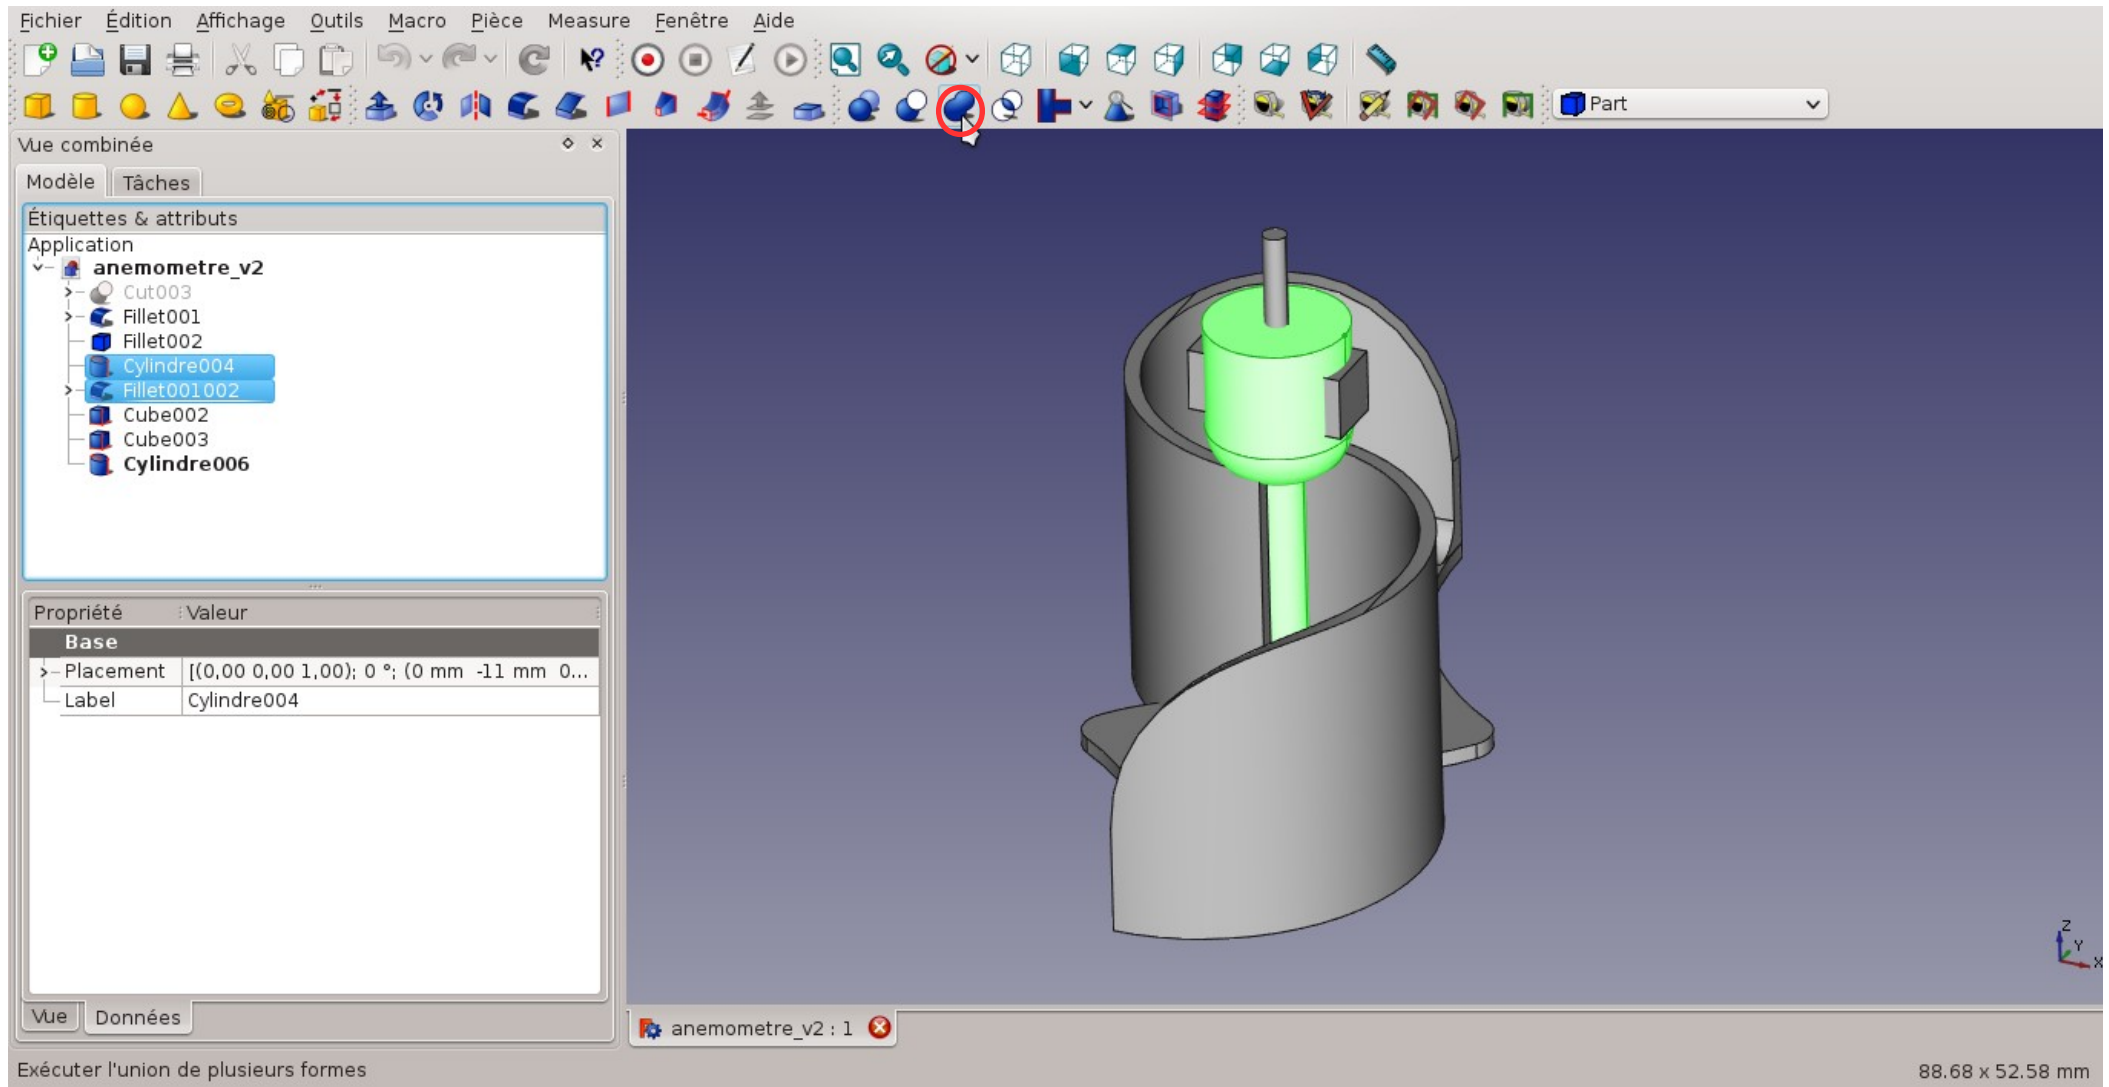 Fichier Édition Affichage Outils Macro Pièce Measure Fenêtre Aide
Part
Vue combinée
Modèle Tâches
Étiquettes & attributs
Application
anemometre_v2
Cut003
Fillet001
Fillet002
Cylindre004
Fillet001002
Cube002
Cube003
Cylindre006
Propriété Valeur
Base
Placement [(0,00 0,00 1,00); 0 °; (0 mm -11 mm 0...
Label Cylindre004
Vue Données
Z
Y
X
anemometre_v2 : 1
Exécuter l'union de plusieurs formes 88.68 x 52.58 mm